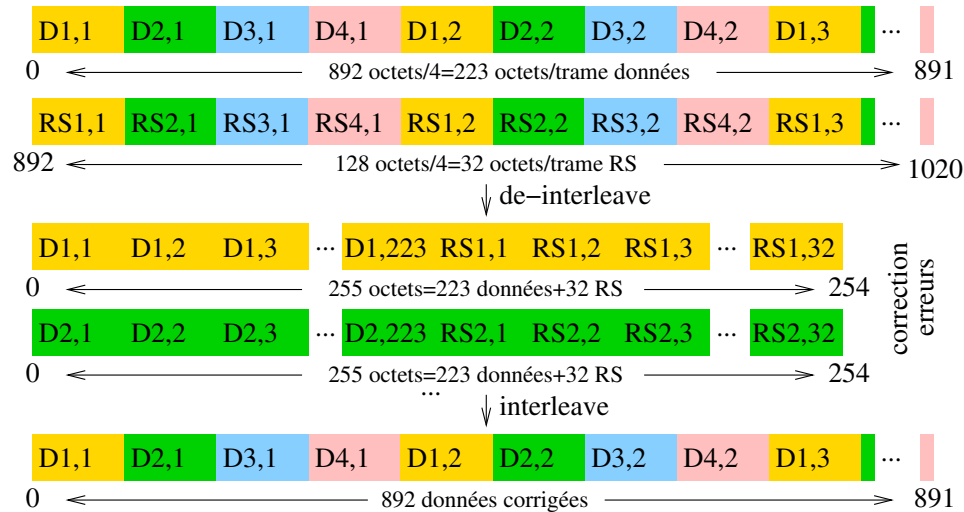 D1,1 D2,1 D3,1 D4,1 D1,2 D2,2 D3,2 D4,2 D1,3 ...
0 892 octets/4=223 octets/trame données 891
RS1,1 RS2,1 RS3,1 RS4,1 RS1,2 RS2,2 RS3,2 RS4,2 RS1,3 ...
892 128 octets/4=32 octets/trame RS 1020
de-interleave
D1,1 D1,2 D1,3 ... D1,223 RS1,1 RS1,2 RS1,3 ... RS1,32
0 255 octets=223 données+32 RS 254
D2,1 D2,2 D2,3 ... D2,223 RS2,1 RS2,2 RS2,3 ... RS2,32
0 255 octets=223 données+32 RS 254
...
correction
erreurs
interleave
D1,1 D2,1 D3,1 D4,1 D1,2 D2,2 D3,2 D4,2 D1,3 ...
0 892 données corrigées 891